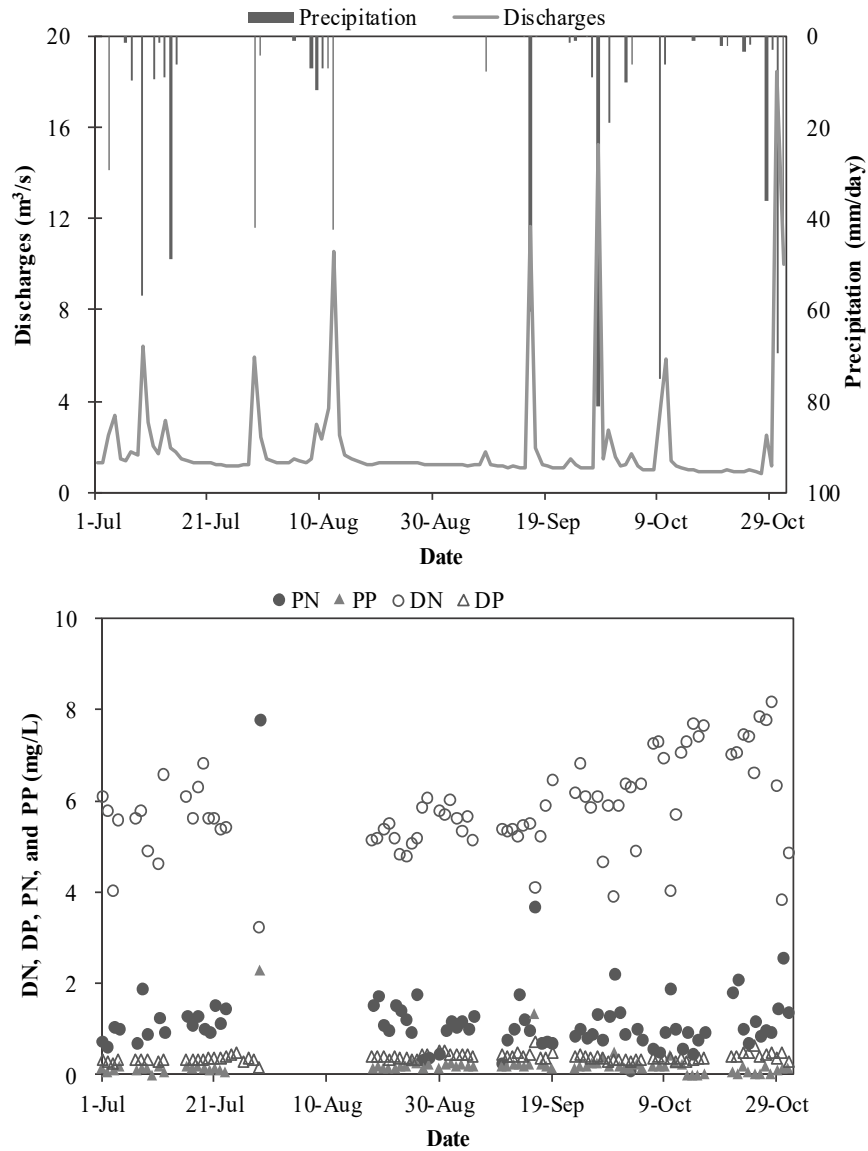 Precipitation Discharges
20 0
16 20
12 40
8 60
4 80
0 100
1-Jul 21-Jul 10-Aug 30-Aug 19-Sep 9-Oct 29-Oct
Date
Discharges (m³/s)
Precipitation (mm/day)
PN PP DN DP
10
8
6
4
2
0
1-Jul 21-Jul 10-Aug 30-Aug 19-Sep 9-Oct 29-Oct
Date
DN, DP, PN, and PP (mg/L)